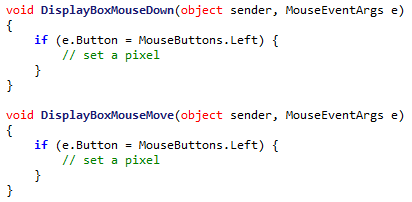 void DisplayBoxMouseDown(object sender, MouseEventArgs e)
{
    if (e.Button = MouseButtons.Left) {
        // set a pixel
    }
}
void DisplayBoxMouseMove(object sender, MouseEventArgs e)
{
    if (e.Button = MouseButtons.Left) {
        // set a pixel
    }
}